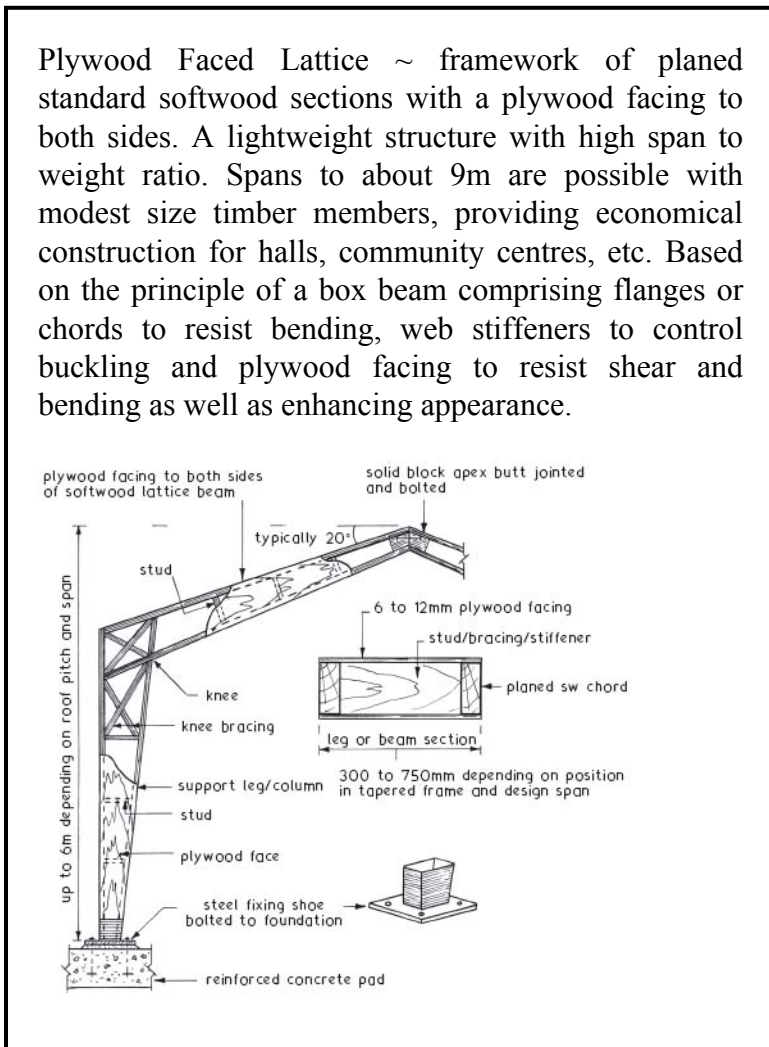 Plywood Faced Lattice ~ framework of planed
standard softwood sections with a plywood facing to
both sides. A lightweight structure with high span to
weight ratio. Spans to about 9m are possible with
modest size timber members, providing economical
construction for halls, community centres, etc. Based
on the principle of a box beam comprising flanges or
chords to resist bending, web stiffeners to control
buckling and plywood facing to resist shear and
bending as well as enhancing appearance.
plywood facing to both sides
of softwood lattice beam
solid block apex butt jointed
and bolted
typically 20°
stud
6 to 12mm plywood facing
stud/bracing/stiffener
planed sw chord
knee
knee bracing
leg or beam section
300 to 750mm depending on position
in tapered frame and design span
support leg/column
stud
plywood face
steel fixing shoe
bolted to foundation
reinforced concrete pad
up to 6m depending on roof pitch and span